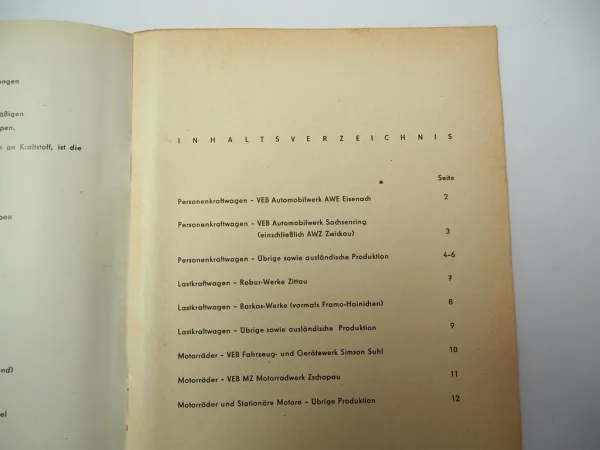 ungen
äßigen
pen.
n an Kraftstoff, ist die
ben
end)
el
INHALTSVERZEICHNIS
Seite
Personenkraftwagen – VEB Automobilwerk AWE Eisenach 2
Personenkraftwagen – VEB Automobilwerk Sachsenring
(einschließlich AWZ Zwickau) 3
Personenkraftwagen – Übrige sowie ausländische Produktion 4-6
Lastkraftwagen – Robur-Werke Zittau 7
Lastkraftwagen – Barkas-Werke (vormals Framo-Hainichen) 8
Lastkraftwagen – Übrige sowie ausländische Produktion 9
Motorräder – VEB Fahrzeug- und Gerätewerk Simson Suhl 10
Motorräder – VEB MZ Motorradwerk Zschopau 11
Motorräder und Stationäre Motore – Übrige Produktion 12